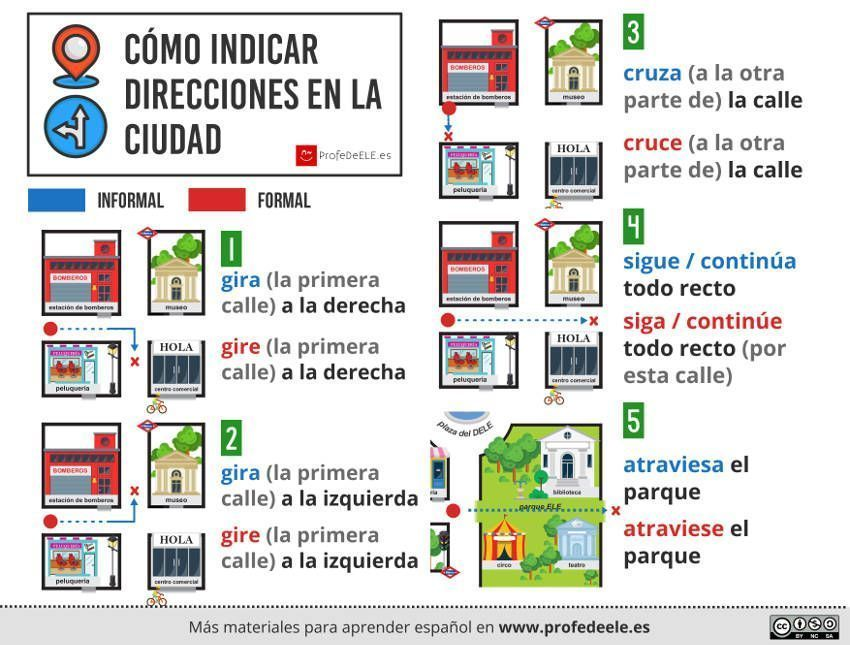 CÓMO INDICAR
DIRECCIONES EN LA
CIUDAD
ProfeDeELE.es
INFORMAL
FORMAL
1
BOMBEROS
estación de bomberos
museo
PELUQUERÍA
peluquería
HOLA
centro comercial
gira (la primera
calle) a la derecha
gire (la primera
calle) a la derecha
2
BOMBEROS
estación de bomberos
museo
PELUQUERÍA
peluquería
HOLA
centro comercial
gira (la primera
calle) a la izquierda
gire (la primera
calle) a la izquierda
3
BOMBEROS
estación de bomberos
museo
PELUQUERÍA
peluquería
HOLA
centro comercial
cruza (a la otra
parte de) la calle
cruce (a la otra
parte de) la calle
4
BOMBEROS
estación de bomberos
museo
PELUQUERÍA
peluquería
HOLA
centro comercial
sigue / continúa
todo recto
siga / continúe
todo recto (por
esta calle)
5
plaza del DELE
ría
biblioteca
parque ELE
circo
teatro
atraviesa el
parque
atraviese el
parque
Más materiales para aprender español en www.profedeele.es
cc
BY NC SA